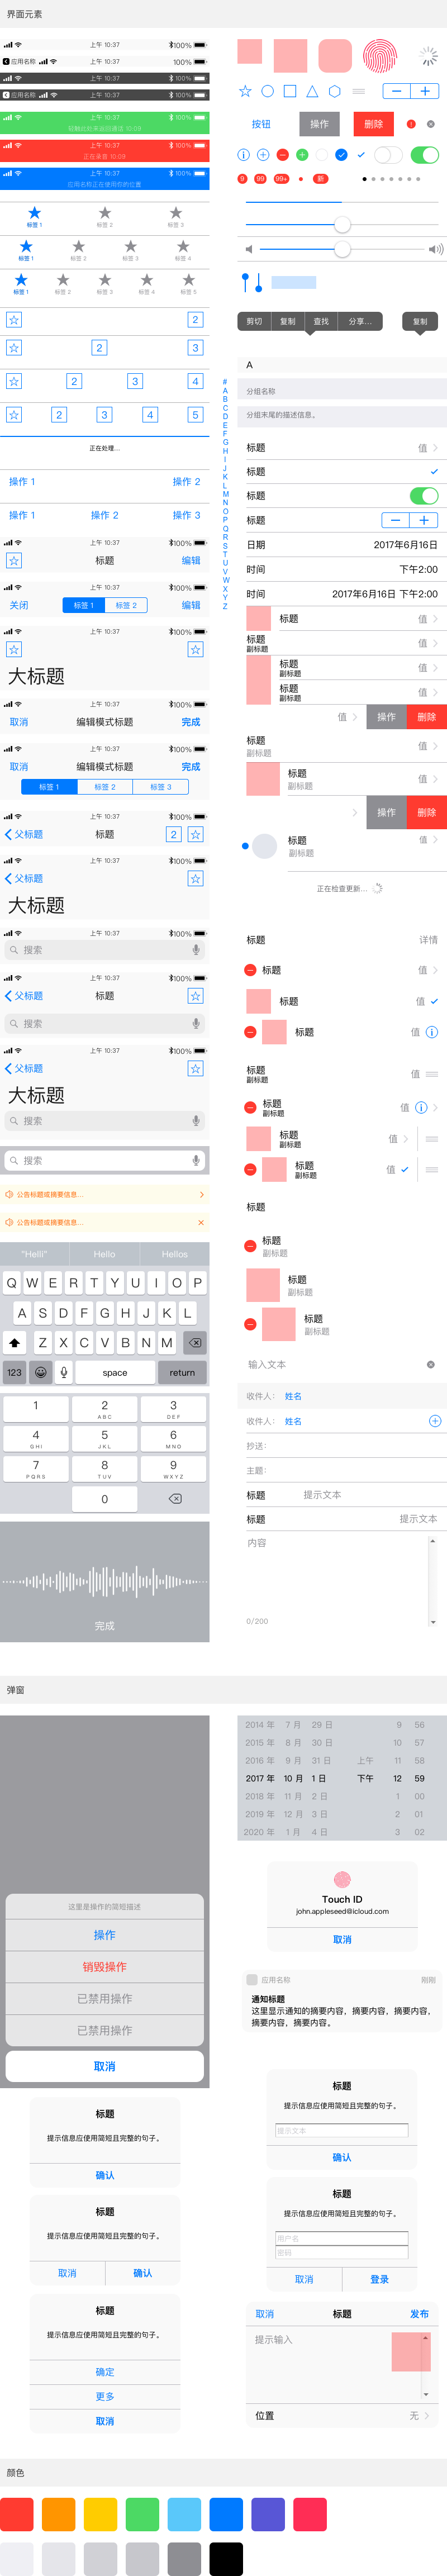 界面元素
上午 10:37 100%
应用名称 100%
上午 10:37 100%
应用名称 上午 10:37 100%
上午 10:37 100%
轻触此处来返回通话 10:09
上午 10:37 100%
正在录音 10:09
上午 10:37 100%
应用名称正在使用你的位置
标签 1 标签 2 标签 3
标签 1 标签 2 标签 3 标签 4
标签 1 标签 2 标签 3 标签 4 标签 5
2
2 3
2 3 4
2 3 4 5
正在处理...
操作 1 操作 2
操作 1 操作 2 操作 3
上午 10:37 100%
标题 编辑
上午 10:37 100%
关闭 标签 1 标签 2 编辑
上午 10:37 100%
大标题
上午 10:37 100%
取消 编辑模式标题 完成
上午 10:37 100%
取消 编辑模式标题 完成
标签 1 标签 2 标签 3
上午 10:37 100%
父标题 标题 2
上午 10:37 100%
父标题
大标题
上午 10:37 100%
搜索
上午 10:37 100%
父标题 标题
搜索
上午 10:37 100%
父标题
大标题
搜索
搜索
公告标题或摘要信息...
公告标题或摘要信息...
"Helli" Hello Hellos
Q W E R T Y U I O P
A S D F G H J K L
Z X C V B N M
123 space return
1 2 3
ABC DEF
4 5 6
GHI JKL MNO
7 8 9
PQRS TUV WXYZ
0
完成
按钮 操作 删除
9 99 99+ 新
剪切 复制 查找 分享... 复制
#
A
B
C
D
E
F
G
H
I
J
K
L
M
N
O
P
Q
R
S
T
U
V
W
X
Y
Z
A
分组名称
分组末尾的描述信息。
标题 值
标题
标题
标题
日期 2017年6月16日
时间 下午2:00
时间 2017年6月16日 下午2:00
标题 值
标题 值
副标题
标题 值
副标题
标题 值
副标题
值 操作 删除
标题 值
副标题
标题 值
副标题
操作 删除
标题 值
副标题
正在检查更新...
标题 详情
标题 值
标题 值
标题 值
标题 值
副标题
标题 值
副标题
标题 值
副标题
标题 值
副标题
标题
标题
副标题
标题
副标题
标题
副标题
输入文本
收件人: 姓名
收件人: 姓名
抄送:
主题:
标题 提示文本
标题 提示文本
内容
0/200
弹窗
这里是操作的简短描述
操作
销毁操作
已禁用操作
已禁用操作
取消
标题
提示信息应使用简短且完整的句子。
确认
标题
提示信息应使用简短且完整的句子。
取消 确认
标题
提示信息应使用简短且完整的句子。
确定
更多
取消
2014 年 7 月 29 日 9 56
2015 年 8 月 30 日 10 57
2016 年 9 月 31 日 上午 11 58
2017 年 10 月 1 日 下午 12 59
2018 年 11 月 2 日 1 00
2019 年 12 月 3 日 2 01
2020 年 1 月 4 日 3 02
Touch ID
john.appleseed@icloud.com
取消
应用名称 刚刚
通知标题
这里显示通知的摘要内容，摘要内容，摘要内容，
摘要内容，摘要内容。
标题
提示信息应使用简短且完整的句子。
提示文本
确认
标题
提示信息应使用简短且完整的句子。
用户名
密码
取消 登录
取消 标题 发布
提示输入
位置 无
颜色